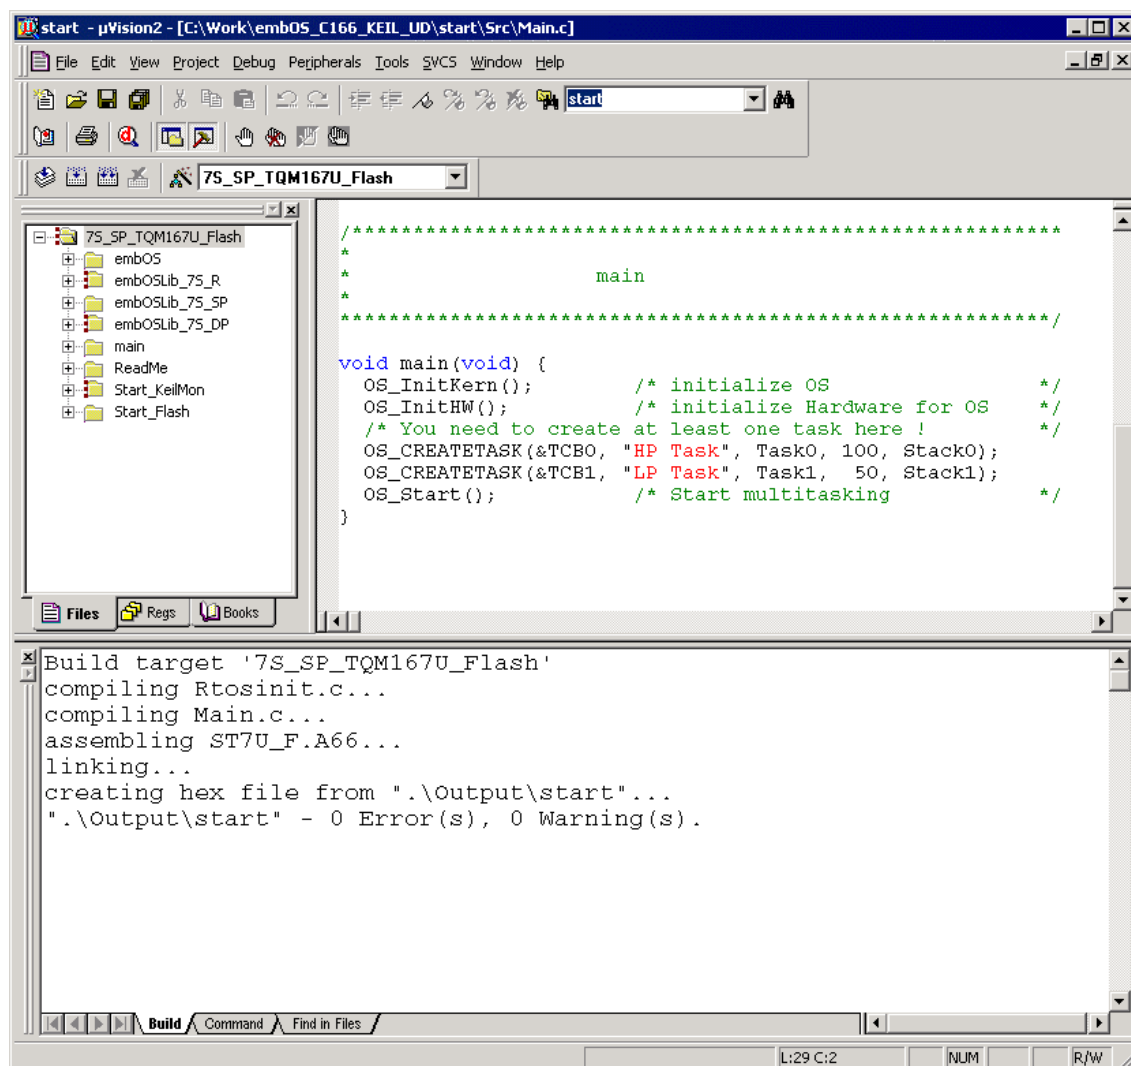 start - µVision2 - [C:\Work\embOS_C166_KEIL_UD\start\Src\Main.c]
File Edit View Project Debug Peripherals Tools SVCS Window Help
start
7S_SP_TQM167U_Flash
7S_SP_TQM167U_Flash
embOS
embOSLib_7S_R
embOSLib_7S_SP
embOSLib_7S_DP
main
ReadMe
Start_KeilMon
Start_Flash
Files Regs Books
/**********************************************************
*
* main
*
**********************************************************/
void main(void) {
OS_InitKern(); /* initialize OS */
OS_InitHW(); /* initialize Hardware for OS */
/* You need to create at least one task here ! */
OS_CREATETASK(&TCB0, "HP Task", Task0, 100, Stack0);
OS_CREATETASK(&TCB1, "LP Task", Task1, 50, Stack1);
OS_Start(); /* Start multitasking */
}
Build target '7S_SP_TQM167U_Flash'
compiling Rtosinit.c...
compiling Main.c...
assembling ST7U_F.A66...
linking...
creating hex file from ".\Output\start"...
".\Output\start" - 0 Error(s), 0 Warning(s).
Build Command Find in Files
L:29 C:2 NUM R/W